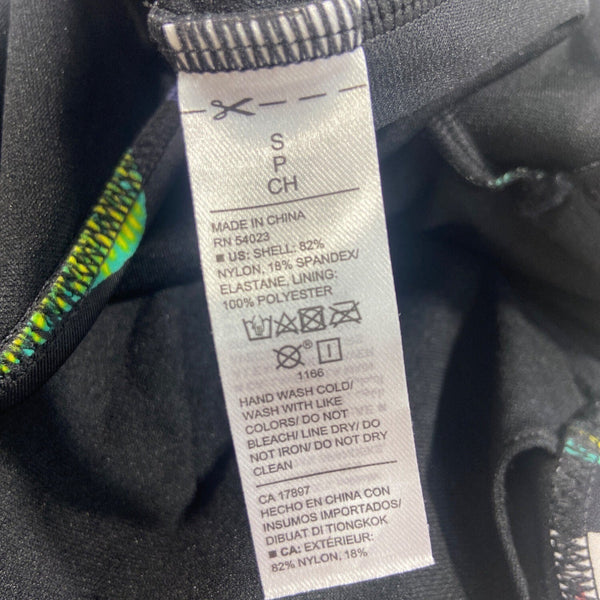 S
P
CH
MADE IN CHINA
RN 54023
■ US: SHELL: 82%
NYLON, 18% SPANDEX/
ELASTANE, LINING:
100% POLYESTER
1166
HAND WASH COLD/
WASH WITH LIKE
COLORS/ DO NOT
BLEACH/ LINE DRY/ DO
NOT IRON/ DO NOT DRY
CLEAN
CA 17897
HECHO EN CHINA CON
INSUMOS IMPORTADOS/
DIBUAT DI TIONGKOK
■ CA: EXTÉRIEUR:
82% NYLON, 18%